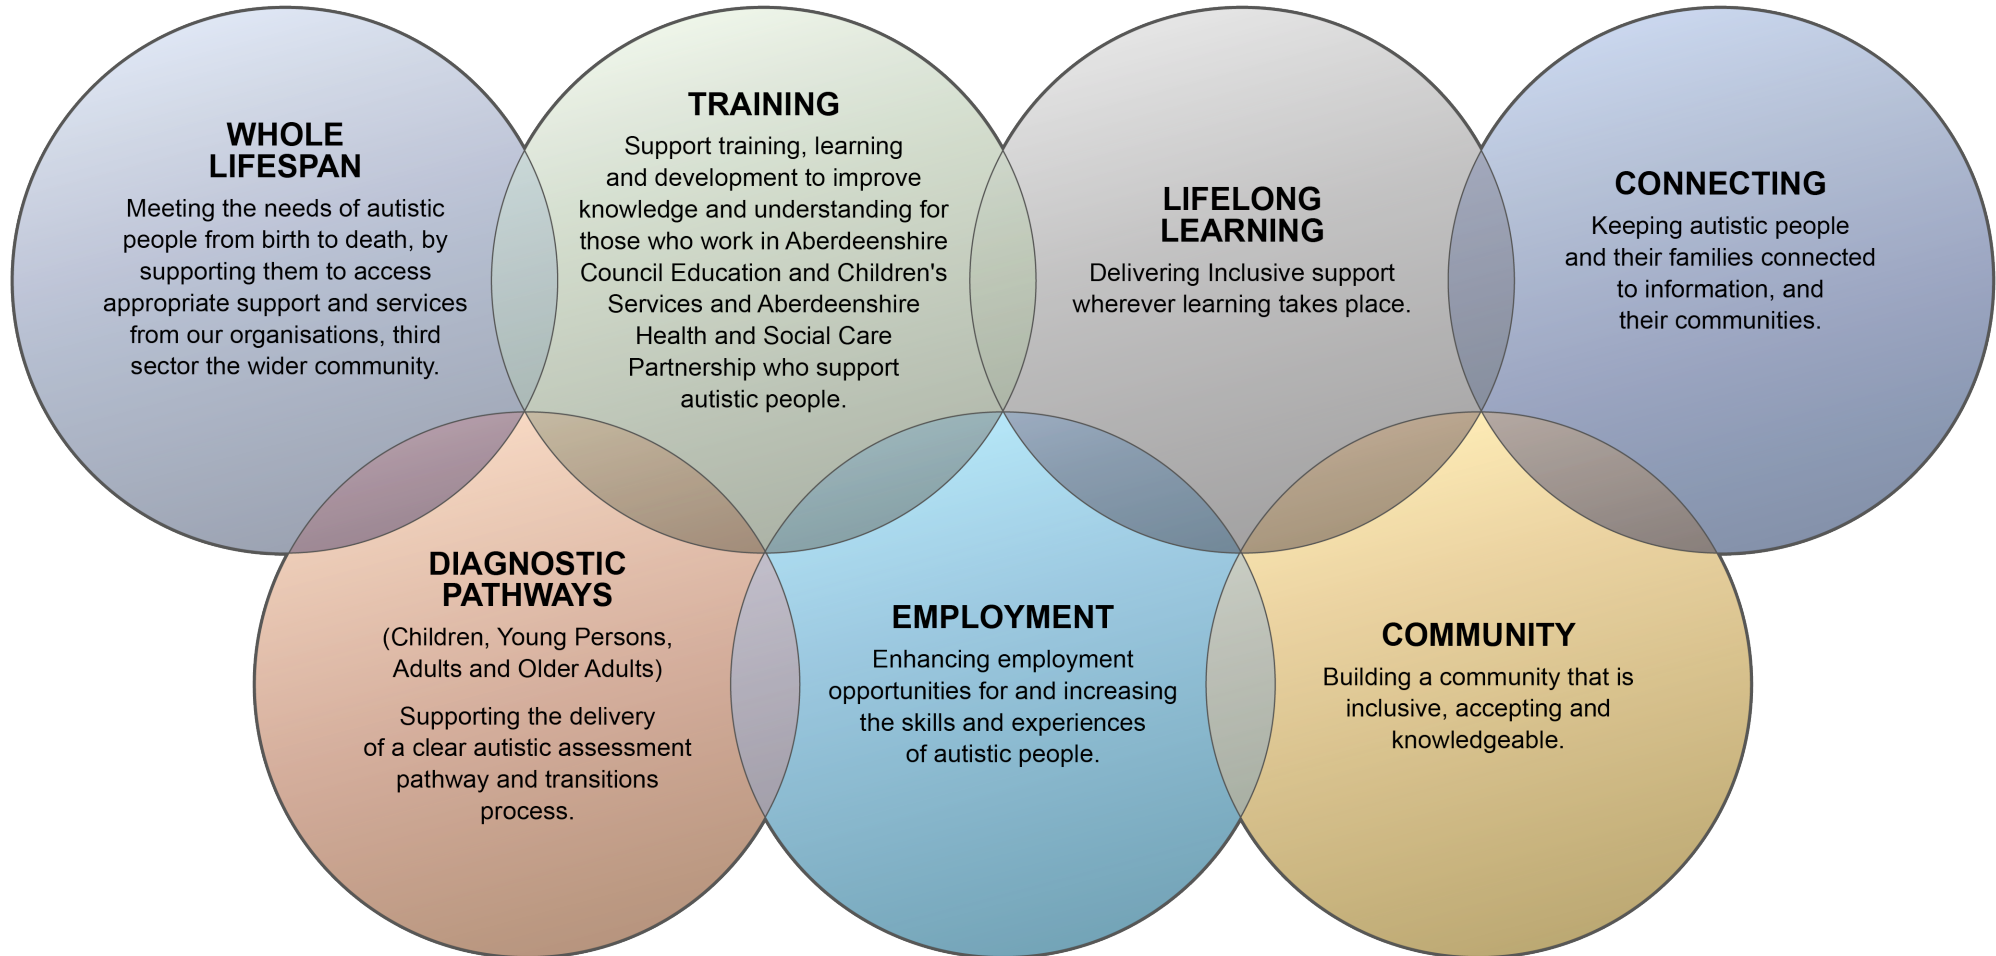 WHOLE
LIFESPAN
Meeting the needs of autistic
people from birth to death, by
supporting them to access
appropriate support and services
from our organisations, third
sector the wider community.
TRAINING
Support training, learning
and development to improve
knowledge and understanding for
those who work in Aberdeenshire
Council Education and Children's
Services and Aberdeenshire
Health and Social Care
Partnership who support
autistic people.
LIFELONG
LEARNING
Delivering Inclusive support
wherever learning takes place.
CONNECTING
Keeping autistic people
and their families connected
to information, and
their communities.
DIAGNOSTIC
PATHWAYS
(Children, Young Persons,
Adults and Older Adults)
Supporting the delivery
of a clear autistic assessment
pathway and transitions
process.
EMPLOYMENT
Enhancing employment
opportunities for and increasing
the skills and experiences
of autistic people.
COMMUNITY
Building a community that is
inclusive, accepting and
knowledgeable.